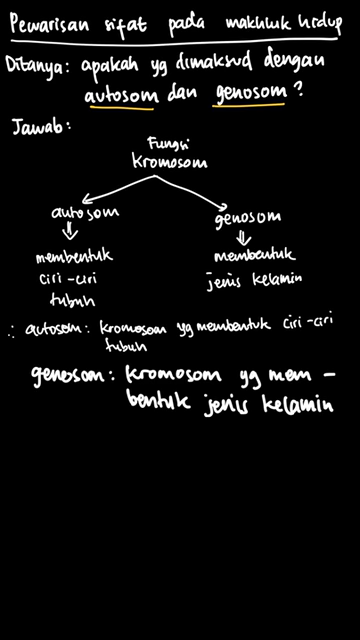 Pewarisan sifat pada makhluk hidup
Ditanya: apakah yg dimaksud dengan
autosom dan genosom?
Jawab:
Fungsi
Kromosom
autosom
genosom
membentuk
ciri-ciri
tubuh
membentuk
jenis kelamin
∴ autosom: kromosom yg membentuk ciri-ciri
tubuh
genosom: kromosom yg mem-
bentuk jenis kelamin